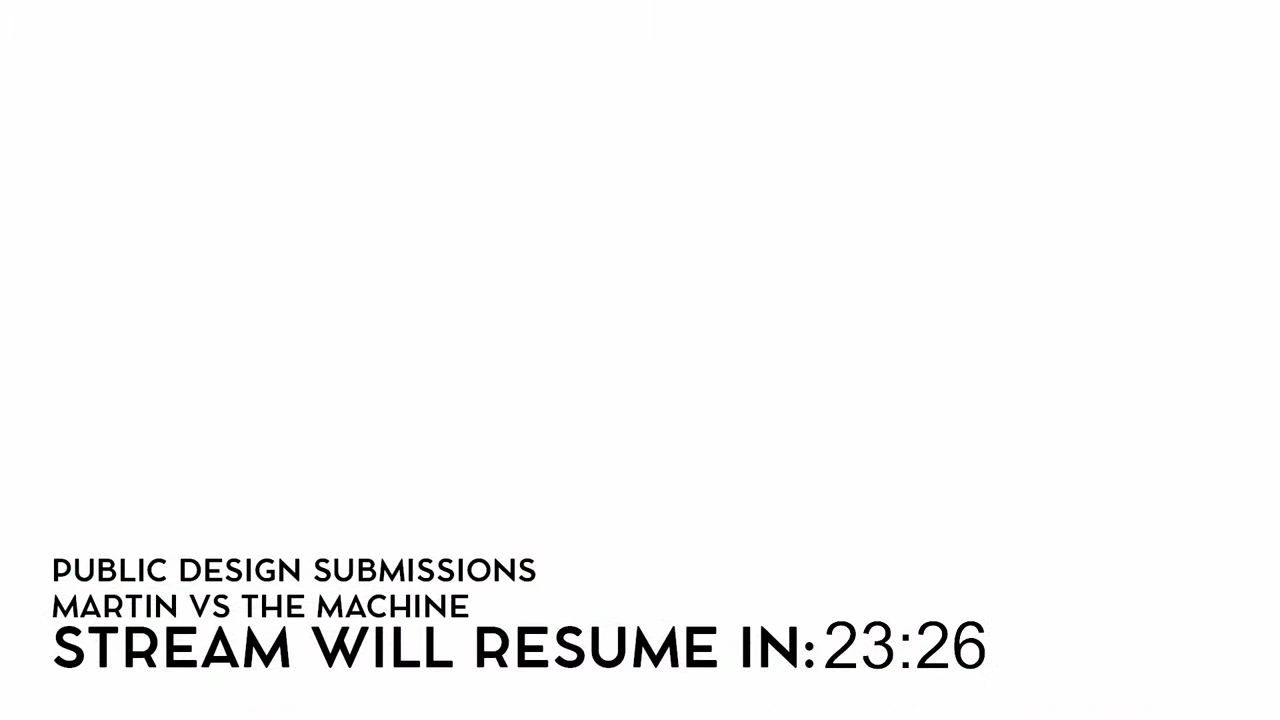 PUBLIC DESIGN SUBMISSIONS
MARTIN VS THE MACHINE
STREAM WILL RESUME IN: 23:26